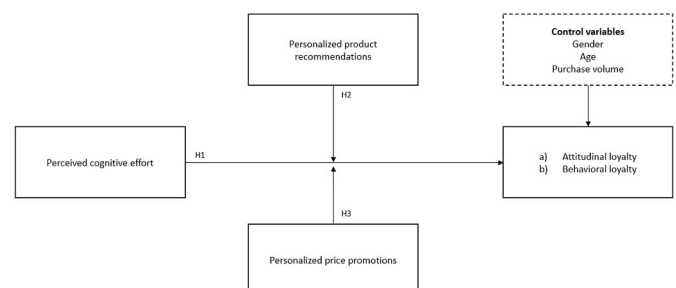 Personalized product
recommendations
Control variables
Gender
Age
Purchase volume
H2
Perceived cognitive effort
H1
a) Attitudinal loyalty
b) Behavioral loyalty
H3
Personalized price promotions